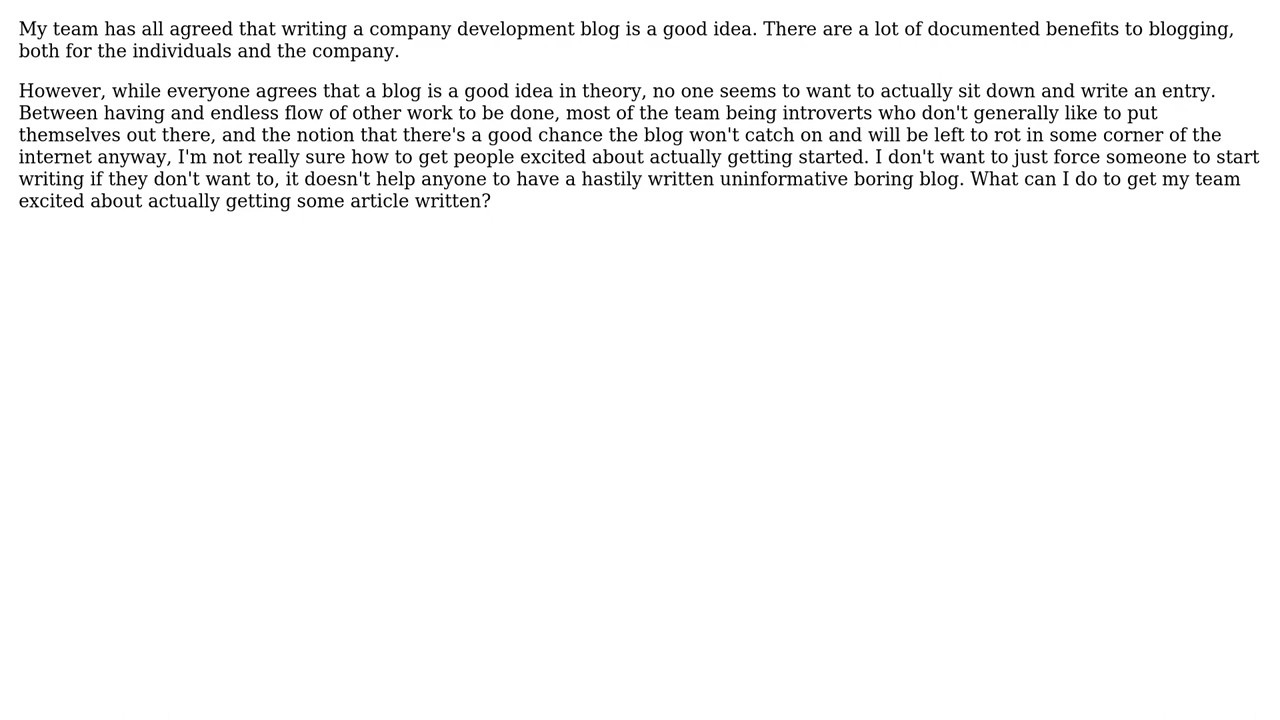 My team has all agreed that writing a company development blog is a good idea. There are a lot of documented benefits to blogging,
both for the individuals and the company.
However, while everyone agrees that a blog is a good idea in theory, no one seems to want to actually sit down and write an entry.
Between having and endless flow of other work to be done, most of the team being introverts who don't generally like to put
themselves out there, and the notion that there's a good chance the blog won't catch on and will be left to rot in some corner of the
internet anyway, I'm not really sure how to get people excited about actually getting started. I don't want to just force someone to start
writing if they don't want to, it doesn't help anyone to have a hastily written uninformative boring blog. What can I do to get my team
excited about actually getting some article written?